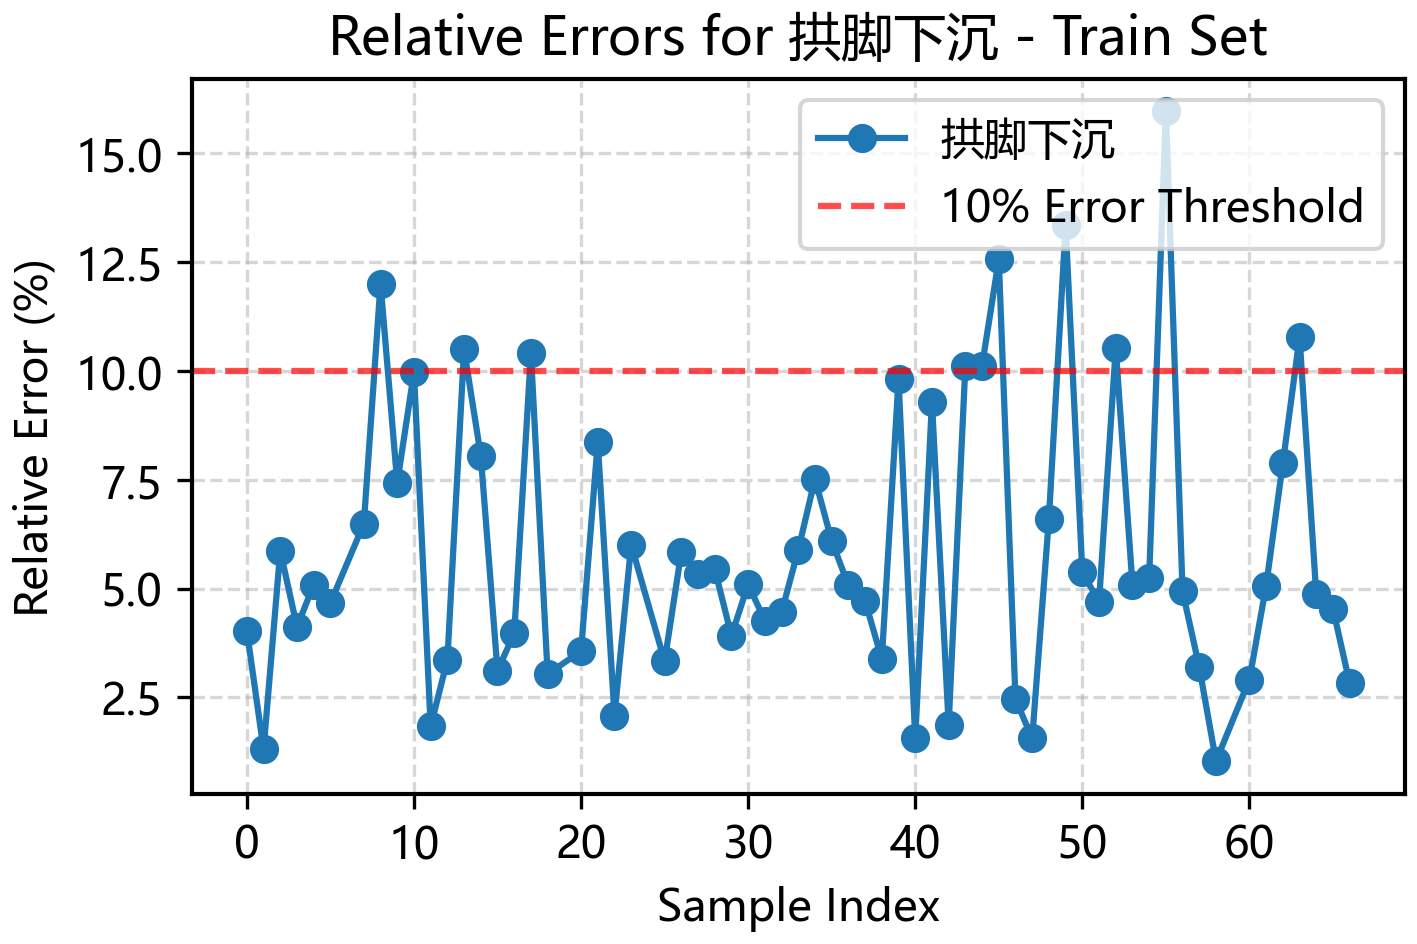 Relative Errors for 拱脚下沉 - Train Set
拱脚下沉
10% Error Threshold
Relative Error (%)
15.0
12.5
10.0
7.5
5.0
2.5
0 10 20 30 40 50 60
Sample Index